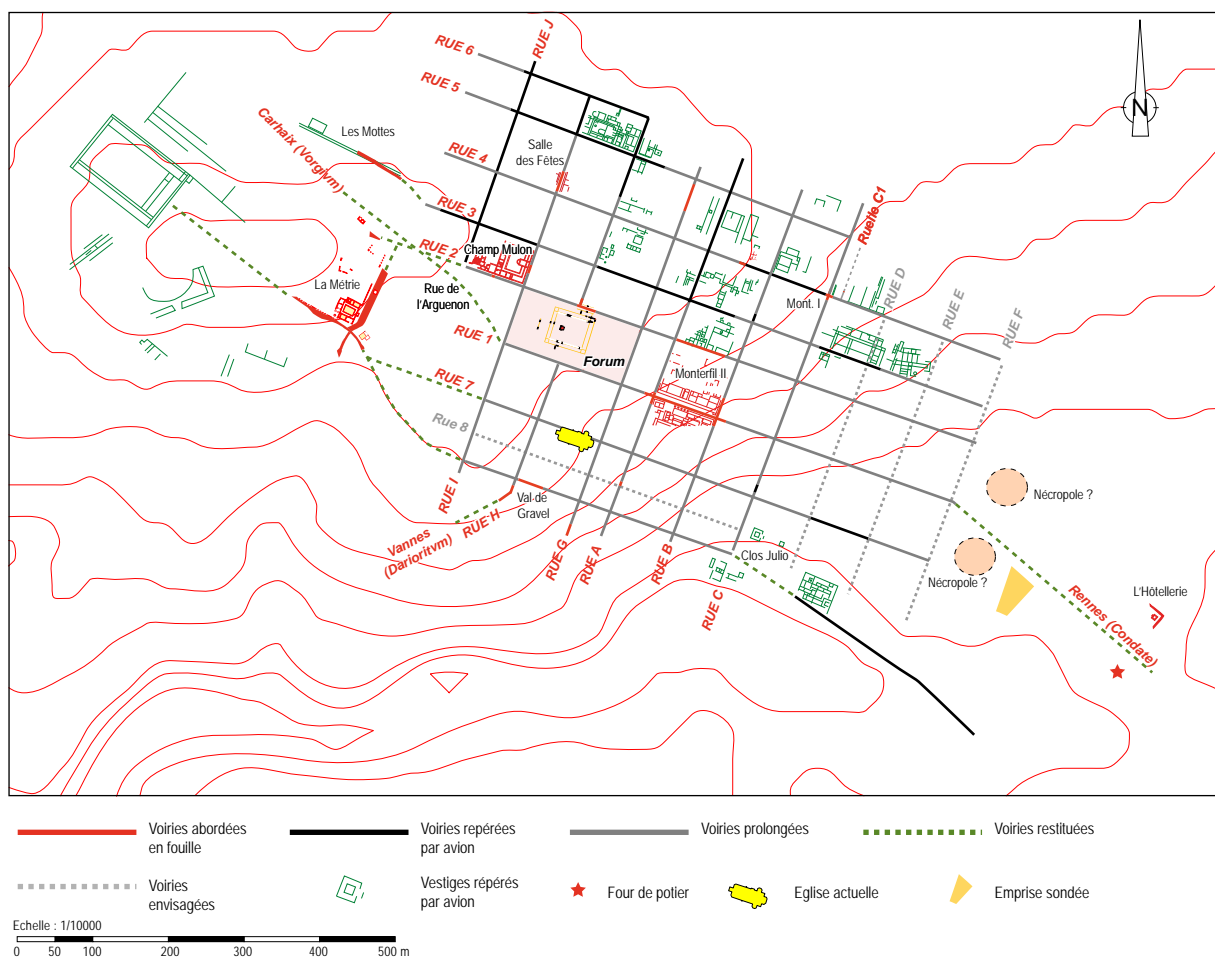 RUE J
RUE 6
RUE 5
RUE 4
RUE 3
RUE 2
RUE 1
RUE 7
Rue 8
Carhaix (Vorgivm)
Les Mottes
Salle
des Fêtes
Champ Mulon
Rue de
l'Arguenon
La Métrie
Forum
Monterfil II
Mont. I
Ruelle C1
RUE D
RUE E
RUE F
N
Val de
Gravel
RUE I
RUE H
Vannes
(Darioritvm)
RUE G
RUE A
RUE B
RUE C
Clos Julio
Nécropole ?
Nécropole ?
L'Hôtellerie
Rennes (Condate)
Voiries abordées
en fouille
Voiries repérées
par avion
Voiries prolongées
Voiries restituées
Voiries
envisagées
Vestiges répérés
par avion
Four de potier
Eglise actuelle
Emprise sondée
Echelle : 1/10000
0 50 100 200 300 400 500 m